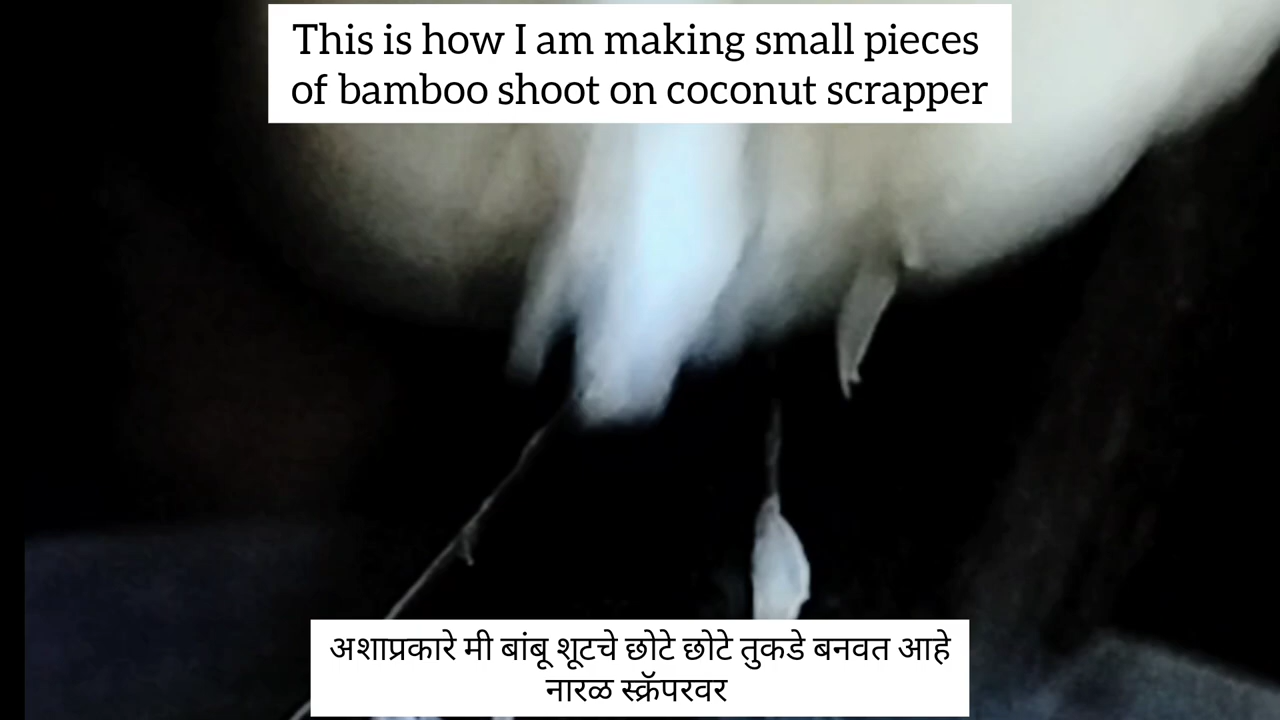 This is how I am making small pieces
of bamboo shoot on coconut scrapper
अशाप्रकारे मी बांबू शूटचे छोटे छोटे तुकडे बनवत आहे
नारळ स्क्रॅपरवर